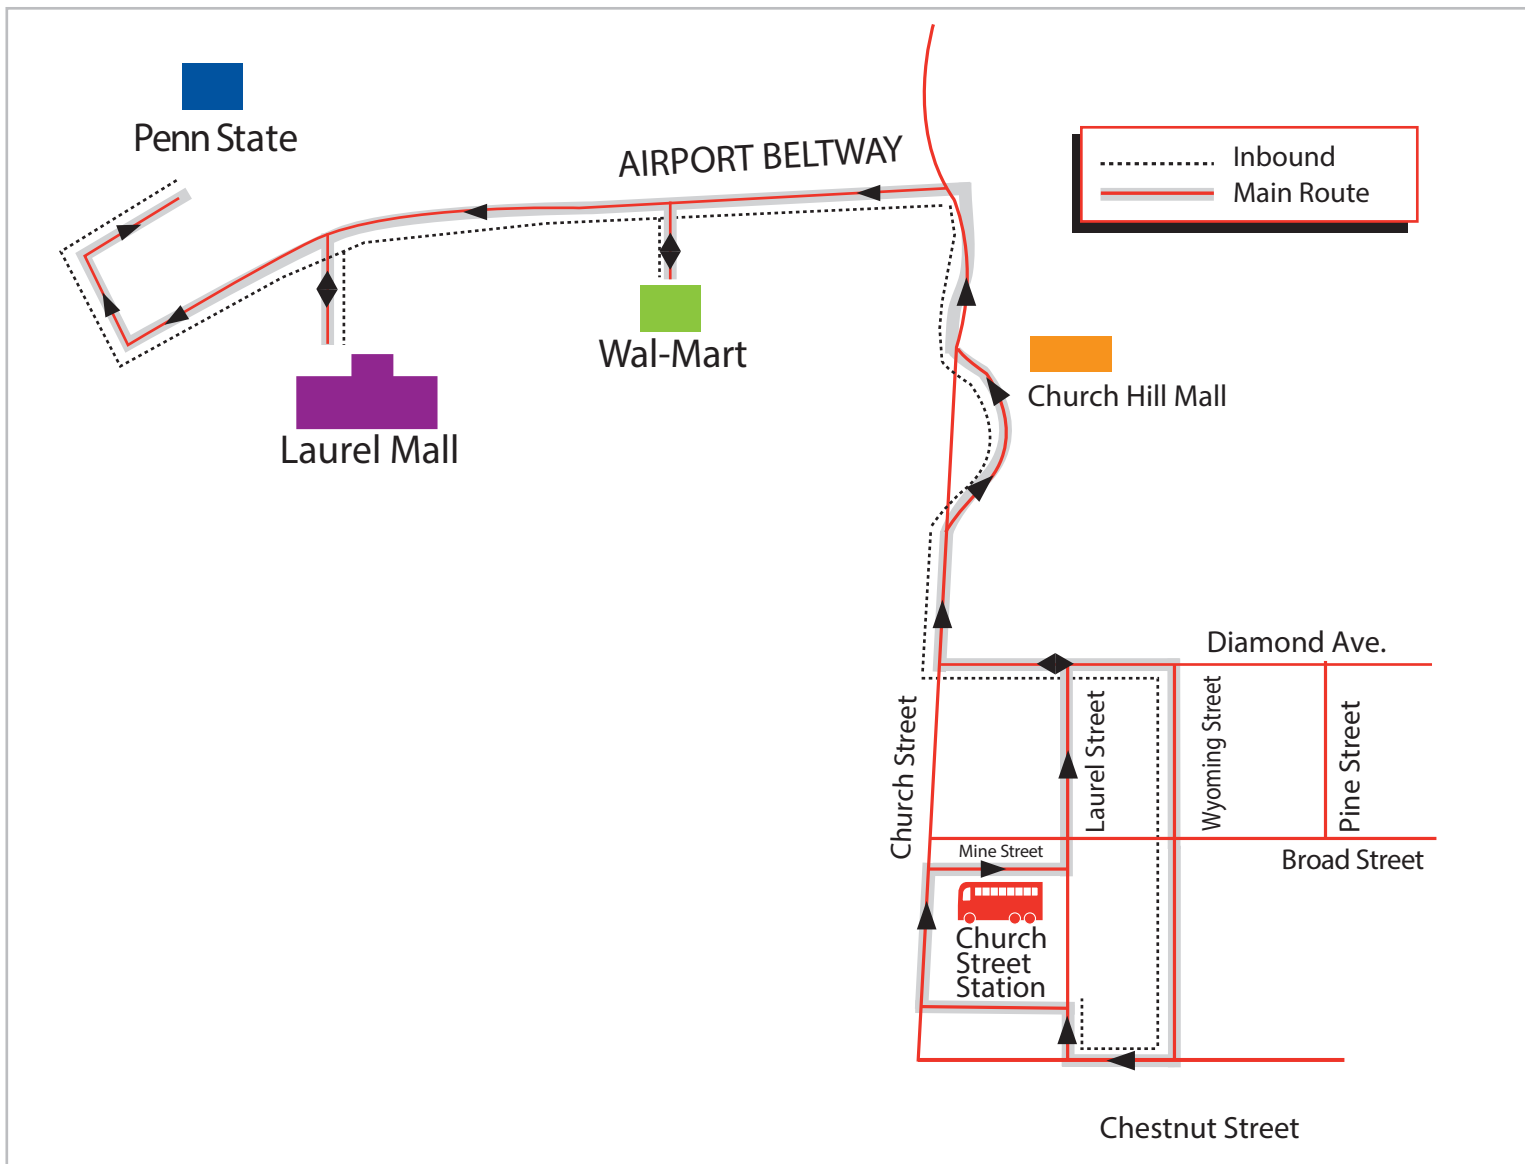 Penn State
AIRPORT BELTWAY
Inbound
Main Route
Wal-Mart
Church Hill Mall
Laurel Mall
Diamond Ave.
Church Street
Laurel Street
Wyoming Street
Pine Street
Mine Street
Broad Street
Church
Street
Station
Chestnut Street